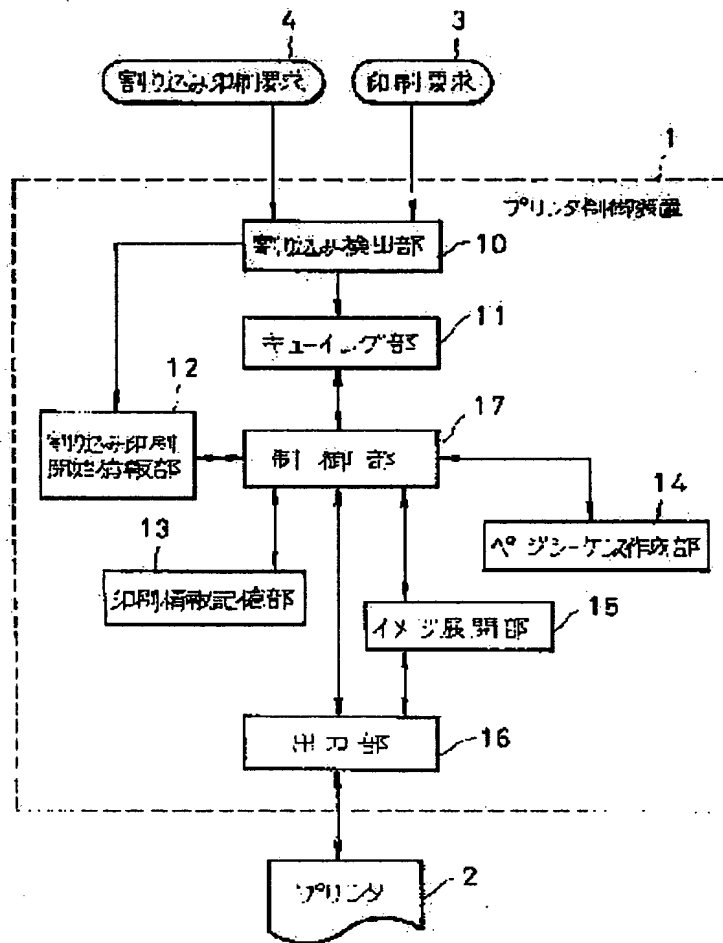 4
3
割り込み印刷要求
印刷要求
1
プリンタ制御装置
割り込み検出部
10
キューイング部
11
12
割り込み印刷
開始情報部
17
制御部
14
ページシーケンス作成部
13
印刷情報記憶部
イメージ展開部
15
出力部
16
プリンタ
2